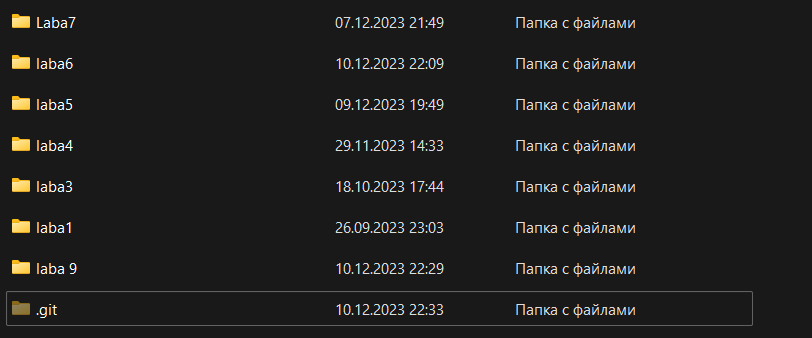 Laba7 07.12.2023 21:49 Папка с файлами
laba6 10.12.2023 22:09 Папка с файлами
laba5 09.12.2023 19:49 Папка с файлами
laba4 29.11.2023 14:33 Папка с файлами
laba3 18.10.2023 17:44 Папка с файлами
laba1 26.09.2023 23:03 Папка с файлами
laba 9 10.12.2023 22:29 Папка с файлами
.git 10.12.2023 22:33 Папка с файлами